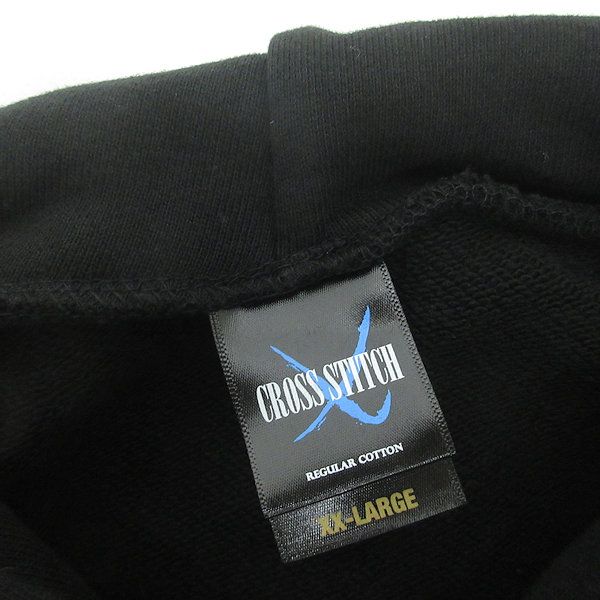 CROSS STITCH
REGULAR COTTON
XX-LARGE